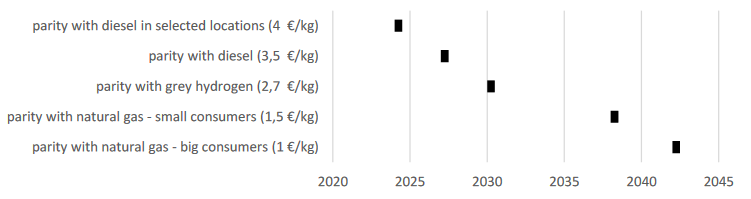 parity with diesel in selected locations (4 €/kg)
parity with diesel (3,5 €/kg)
parity with grey hydrogen (2,7 €/kg)
parity with natural gas - small consumers (1,5 €/kg)
parity with natural gas - big consumers (1 €/kg)
2020 2025 2030 2035 2040 2045